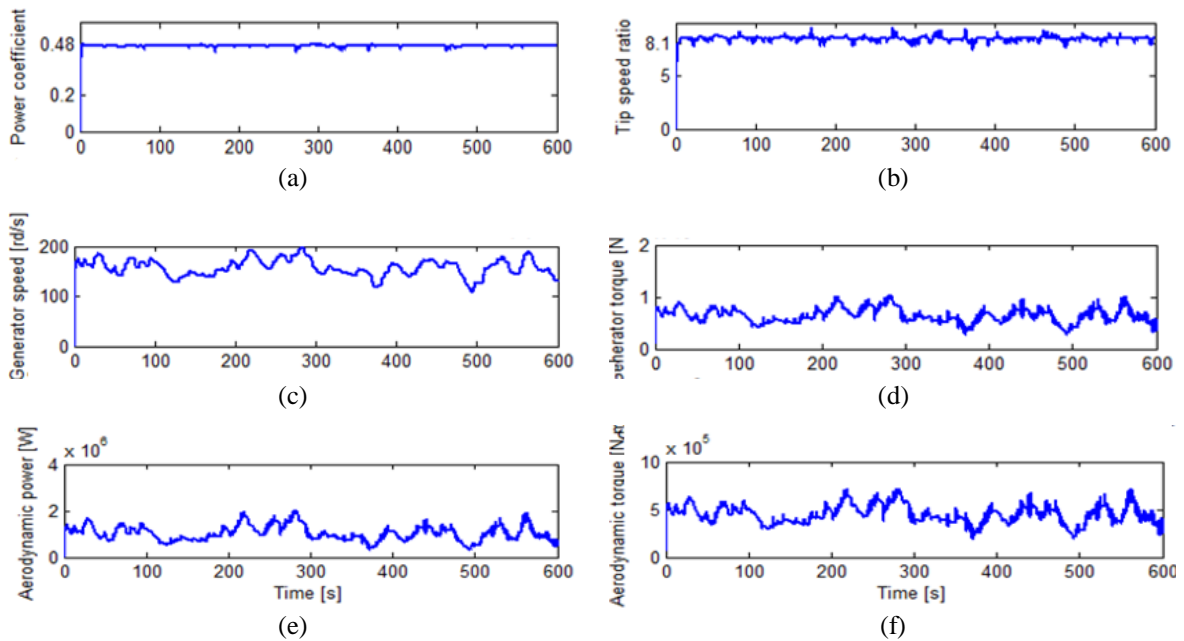 Power coefficient
0.48
0.2
0
0 100 200 300 400 500 600
(a)
Tip speed ratio
8.1
5
0
0 100 200 300 400 500 600
(b)
Generator speed [rd/s]
200
100
0
0 100 200 300 400 500 600
(c)
torque [N
2
1
0
0 100 200 300 400 500 600
(d)
Aerodynamic power [W]
× 10^6
4
2
0
0 100 200 300 400 500 600
Time [s]
(e)
Aerodynamic torque
× 10^5
10
5
0
0 100 200 300 400 500 600
Time [s]
(f)